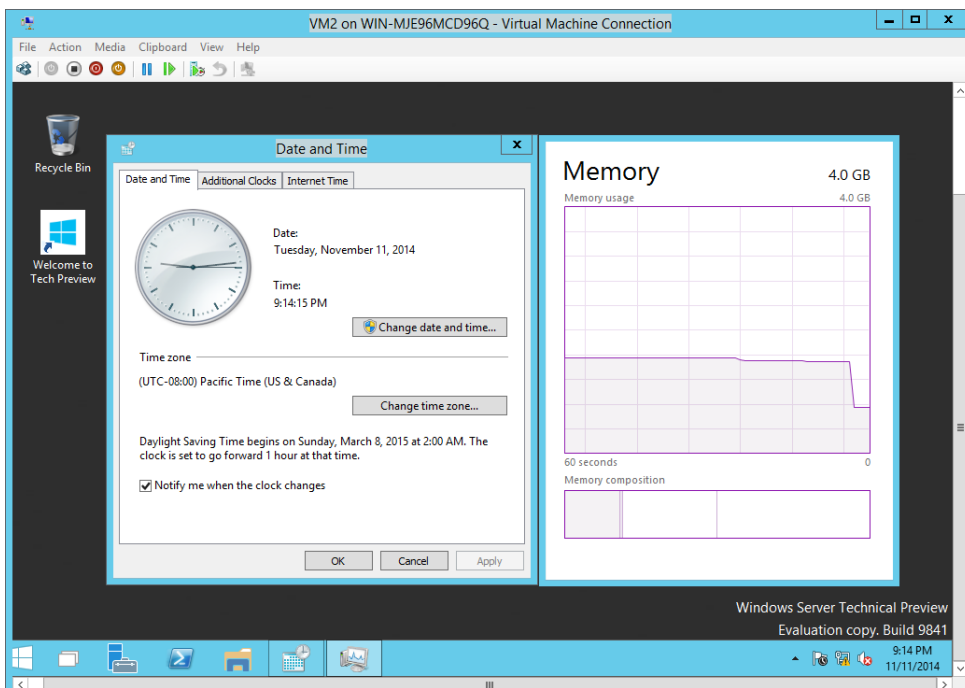 VM2 on WIN-MJE96MCD96Q - Virtual Machine Connection
File Action Media Clipboard View Help
Recycle Bin
Welcome to
Tech Preview
Date and Time
Date and Time Additional Clocks Internet Time
Date:
Tuesday, November 11, 2014
Time:
9:14:15 PM
Change date and time...
Time zone
(UTC-08:00) Pacific Time (US & Canada)
Change time zone...
Daylight Saving Time begins on Sunday, March 8, 2015 at 2:00 AM. The
clock is set to go forward 1 hour at that time.
Notify me when the clock changes
OK Cancel Apply
Memory 4.0 GB
Memory usage 4.0 GB
60 seconds 0
Memory composition
Windows Server Technical Preview
Evaluation copy. Build 9841
9:14 PM
11/11/2014